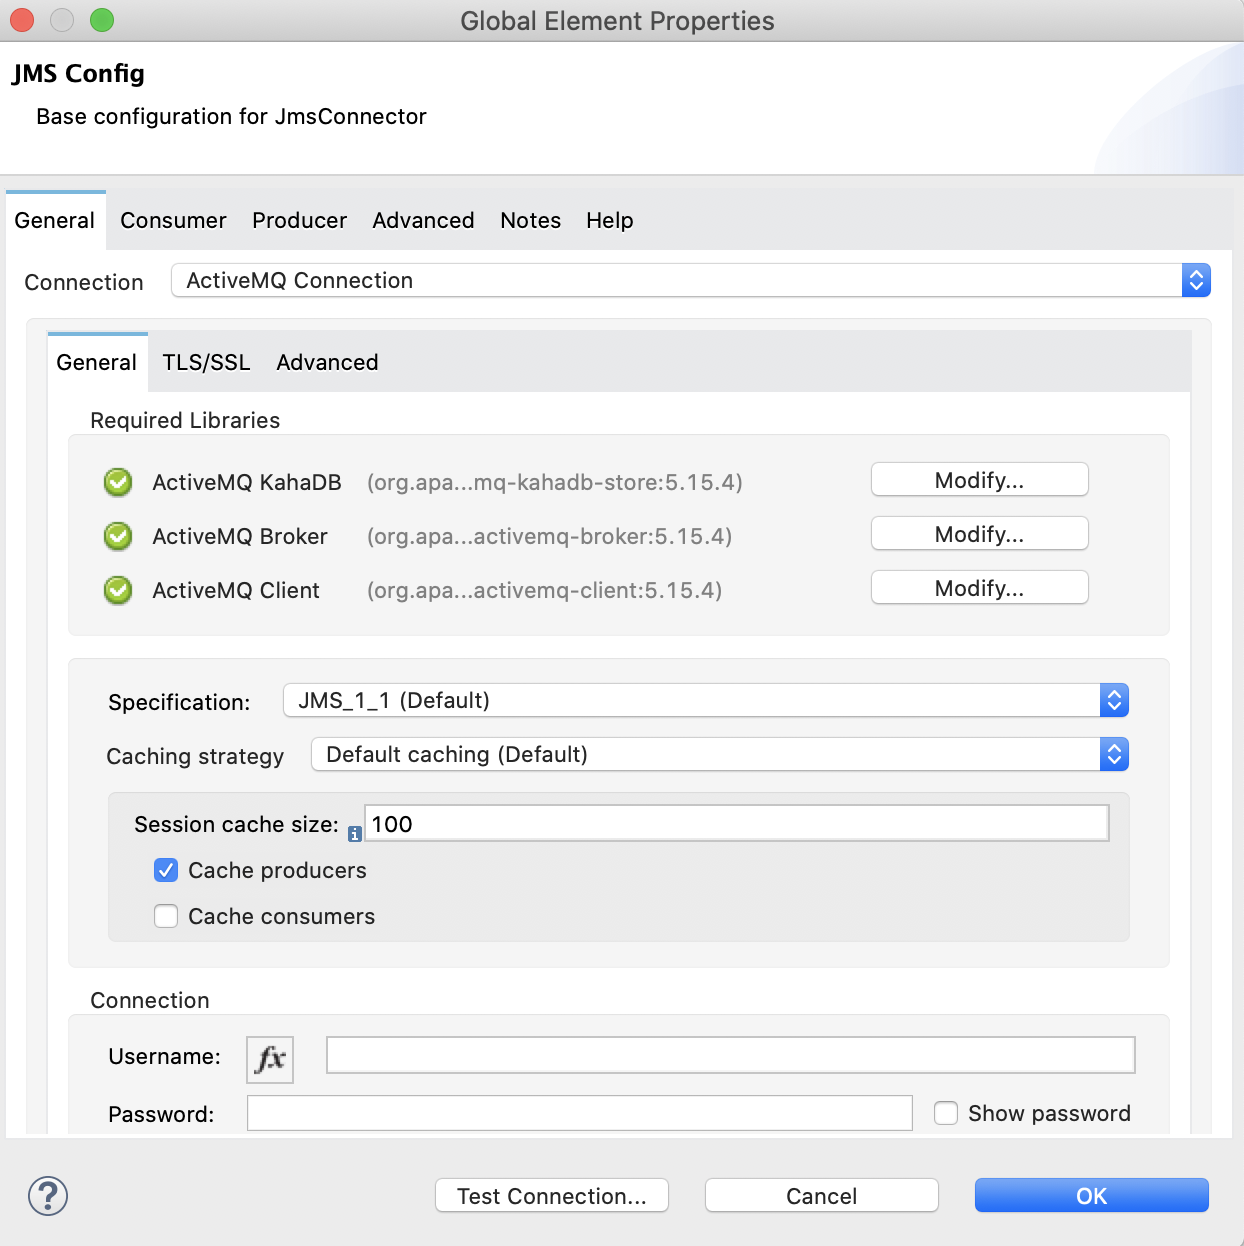 Global Element Properties
JMS Config
Base configuration for JmsConnector
General Consumer Producer Advanced Notes Help
Connection ActiveMQ Connection
General TLS/SSL Advanced
Required Libraries
ActiveMQ KahaDB (org.apa...mq-kahadb-store:5.15.4) Modify...
ActiveMQ Broker (org.apa...activemq-broker:5.15.4) Modify...
ActiveMQ Client (org.apa...activemq-client:5.15.4) Modify...
Specification: JMS_1_1 (Default)
Caching strategy Default caching (Default)
Session cache size: i 100
Cache producers
Cache consumers
Connection
Username: fx
Password: Show password
? Test Connection... Cancel OK